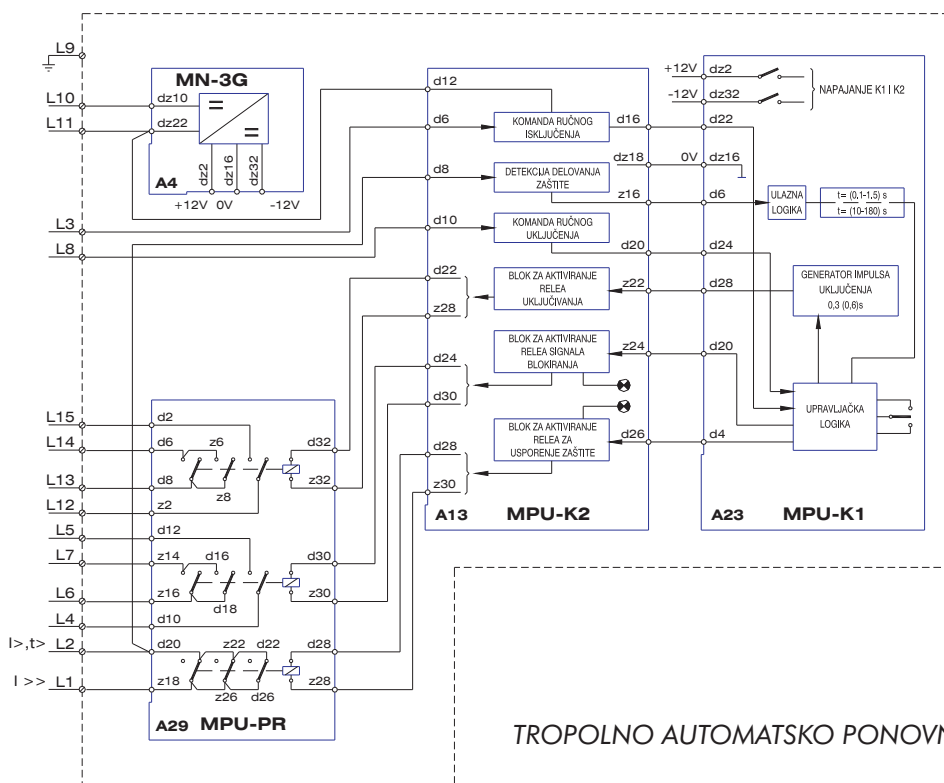 L9
L10
L11
L3
L8
L15
L14
L13
L12
L5
L7
L6
L4
I>,t> L2
I >> L1
MN-3G
dz10
dz22
dz2
dz16
dz32
A4
+12V 0V -12V
d2
d6 z6 d32
d8 z8 z32
z2
d12
z14 d16 d30
z16 d18 z30
d10
d20 z22 d22 d28
z18 z26 d26 z28
A29 MPU-PR
d12
d6
d8
d10
d22
z28
d24
d30
d28
z30
KOMANDA RUČNOG
ISKLJUČENJA
DETEKCIJA DELOVANJA
ZAŠTITE
KOMANDA RUČNOG
UKLJUČENJA
BLOK ZA AKTIVIRANJE
RELEA
UKLJUČIVANJA
BLOK ZA AKTIVIRANJE
RELEA SIGNALA
BLOKIRANJA
BLOK ZA AKTIVIRANJE
RELEA ZA
USPORENJE ZAŠTITE
d16
dz18
z16
d20
z22
z24
d26
A13 MPU-K2
+12V dz2
-12V dz32
NAPAJANJE K1 I K2
d22
0V dz16
d6
d24
d28
d20
d4
ULAZNA
LOGIKA
t= (0.1-1.5) s
t= (10-180) s
GENERATOR IMPULSA
UKLJUČENJA
0,3 (0,6)s
UPRAVLJAČKA
LOGIKA
A23 MPU-K1
TROPOLNO AUTOMATSKO PONOVN